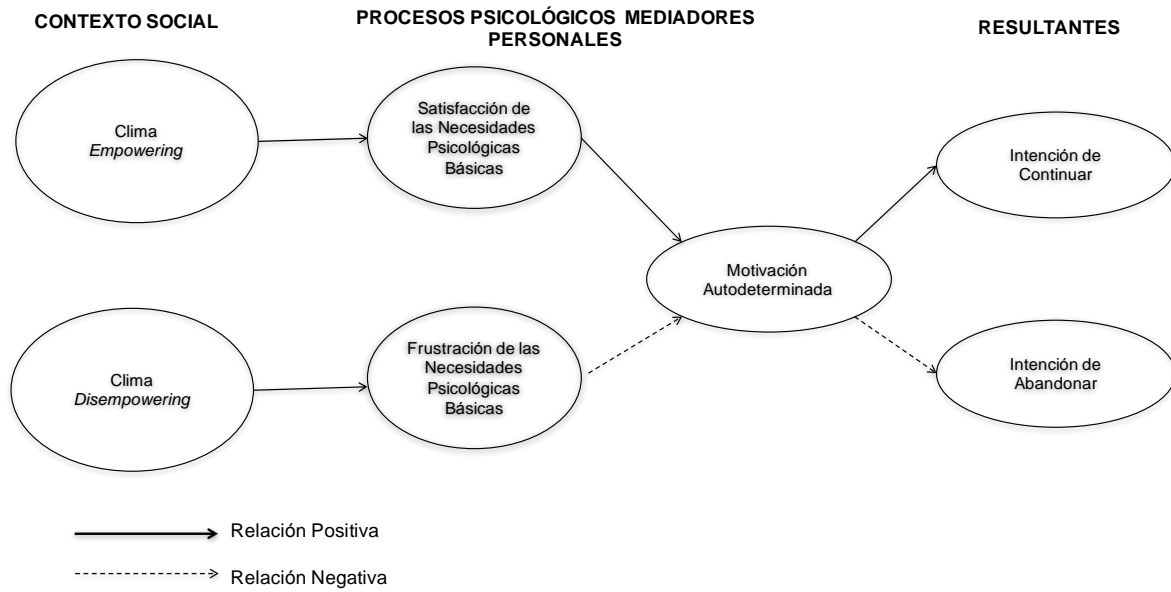 CONTEXTO SOCIAL
PROCESOS PSICOLÓGICOS MEDIADORES
PERSONALES
RESULTANTES
Clima
Empowering
Satisfacción de
las Necesidades
Psicológicas
Básicas
Intención de
Continuar
Motivación
Autodeterminada
Clima
Disempowering
Frustración de las
Necesidades
Psicológicas
Básicas
Intención de
Abandonar
Relación Positiva
Relación Negativa